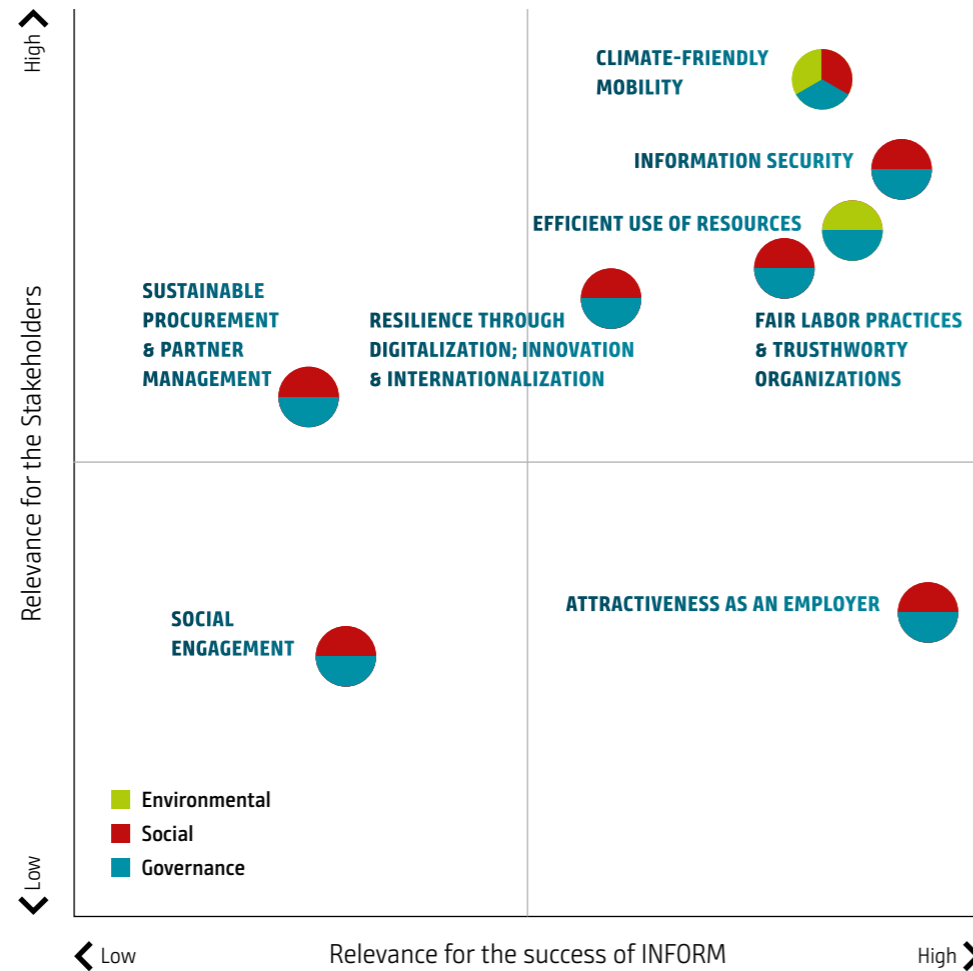 High
Relevance for the Stakeholders
Low
CLIMATE-FRIENDLY
MOBILITY
INFORMATION SECURITY
EFFICIENT USE OF RESOURCES
SUSTAINABLE
PROCUREMENT
& PARTNER
MANAGEMENT
RESILIENCE THROUGH
DIGITALIZATION; INNOVATION
& INTERNATIONALIZATION
FAIR LABOR PRACTICES
& TRUSTHWORTY
ORGANIZATIONS
SOCIAL
ENGAGEMENT
ATTRACTIVENESS AS AN EMPLOYER
Environmental
Social
Governance
Low
Relevance for the success of INFORM
High